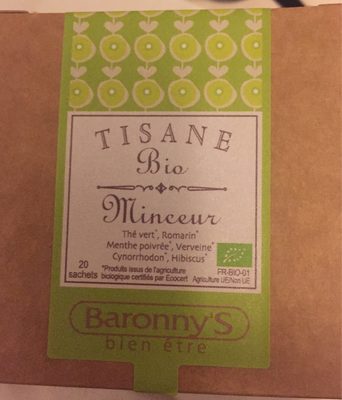 TISANE
Bio
Minceur
Thé vert*, Romarin*
Menthe poivrée*, Verveine*
Cynorrhodon*, Hibiscus*
20
sachets
*Produits issus de l'agriculture
biologique certifiés par Ecocert
FR-BIO-01
Agriculture UE/Non UE
Baronny'S
bien être